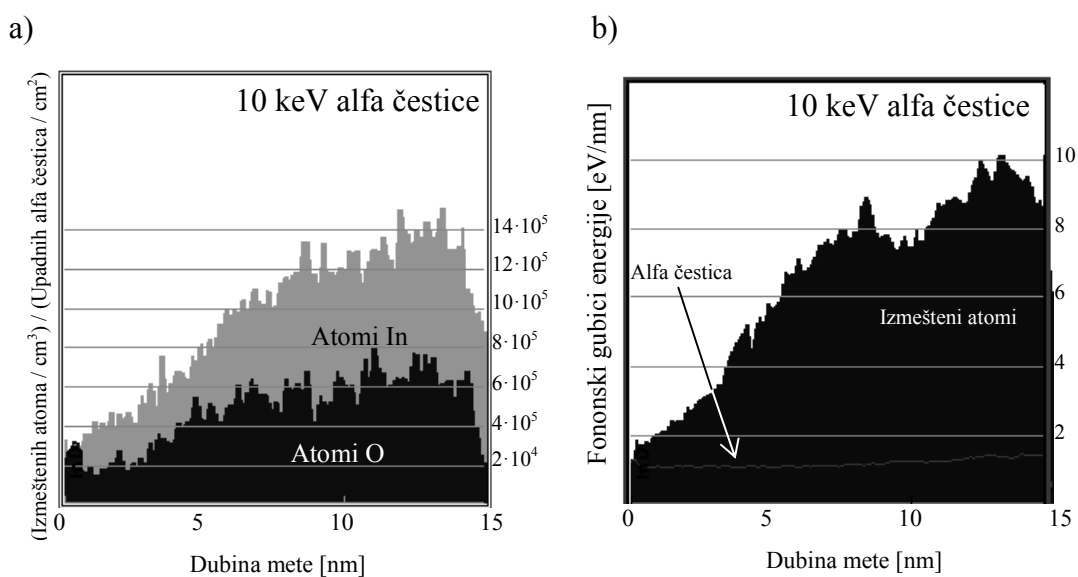 a)
10 keV alfa čestice
(Izmeštenih atoma / cm³) / (Upadnih alfa čestica / cm²)
14·10⁵
12·10⁵
10·10⁵
8·10⁵
6·10⁵
4·10⁵
2·10⁴
Atomi In
Atomi O
0
5
10
15
Dubina mete [nm]
b)
10 keV alfa čestice
Fononski gubici energije [eV/nm]
10
8
6
4
2
Alfa čestica
Izmešteni atomi
0
5
10
15
Dubina mete [nm]